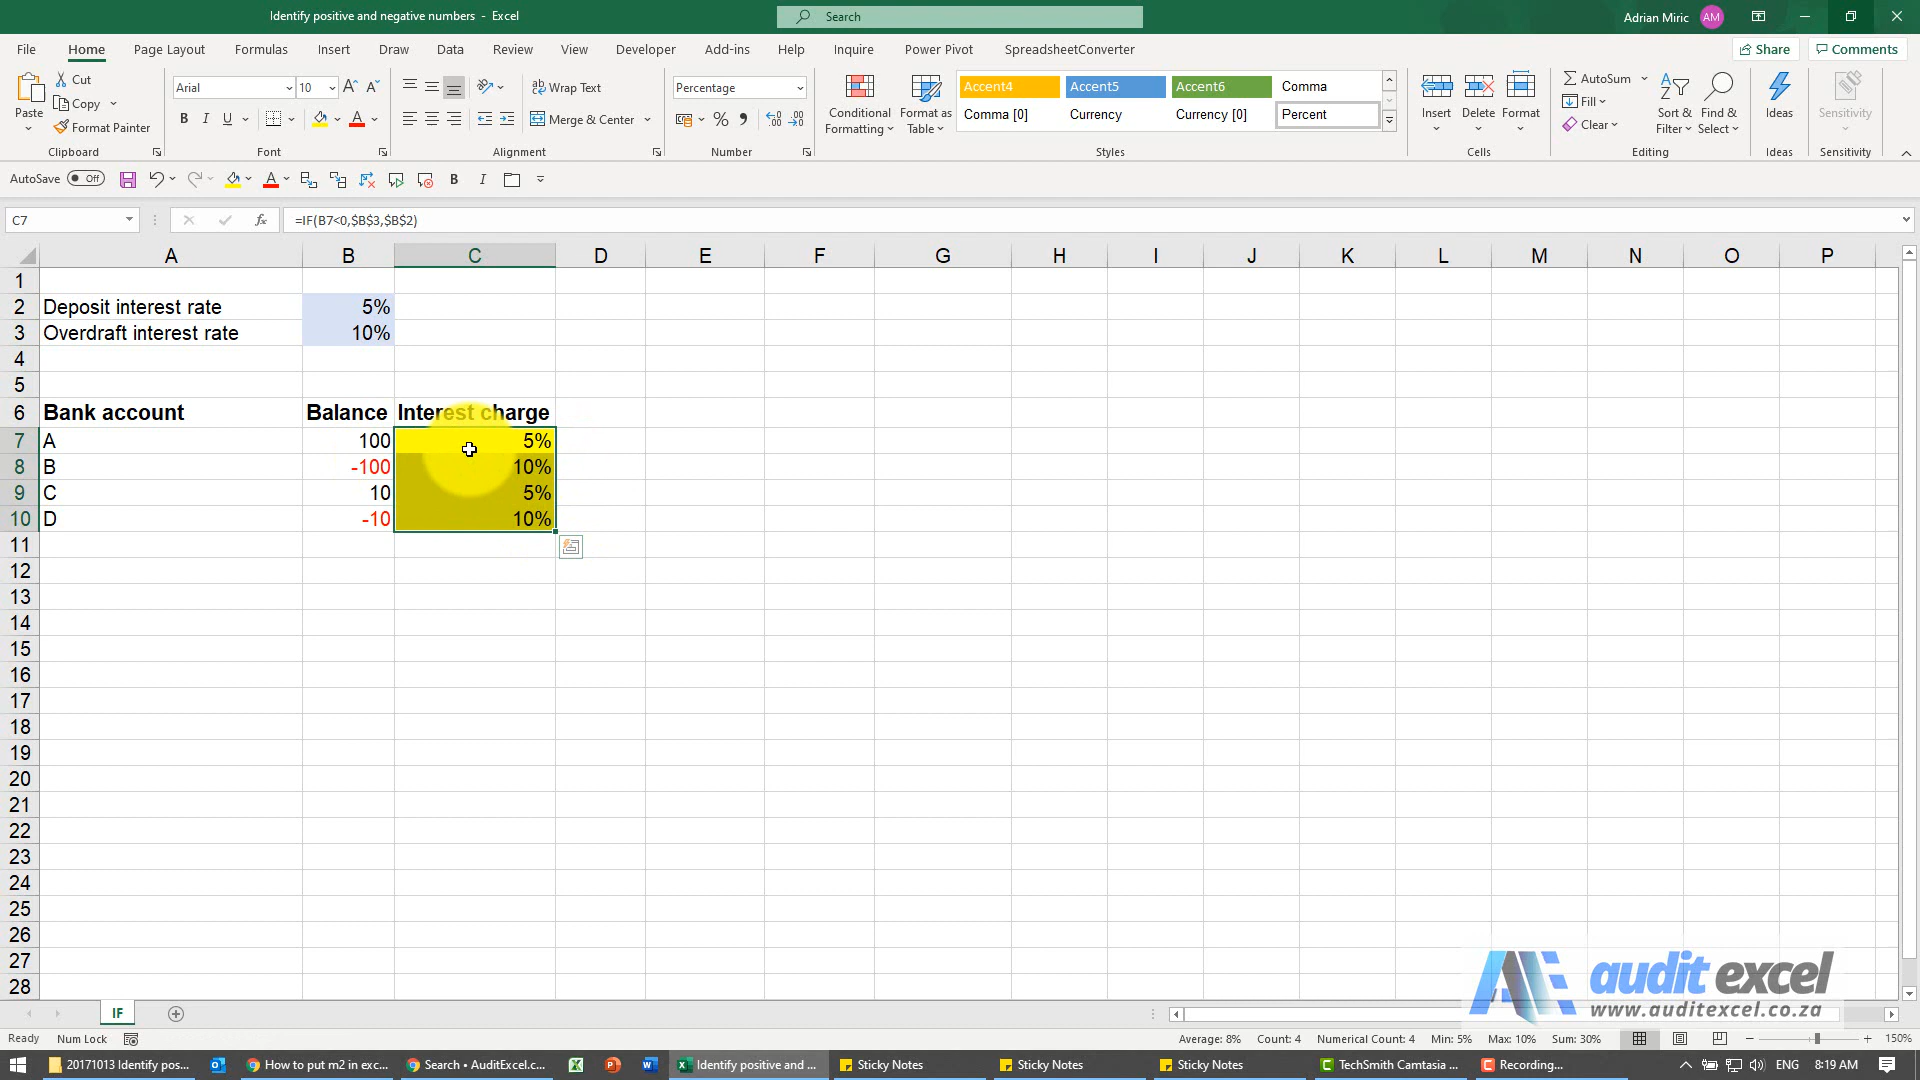 Identify positive and negative numbers - Excel
Search
Adrian Miric AM
File Home Page Layout Formulas Insert Draw Data Review View Developer Add-ins Help Inquire Power Pivot SpreadsheetConverter Share Comments
Paste Cut Copy Format Painter Clipboard
Arial 10 B I U A Font
Wrap Text Merge & Center Alignment
Percentage % Number
Conditional Formatting Format as Table
Accent4 Accent5 Accent6 Comma
Comma [0] Currency Currency [0] Percent
Styles
Insert Delete Format Cells
AutoSum Fill Clear Sort & Filter Find & Select Editing
Ideas Ideas
Sensitivity Sensitivity
AutoSave Off A B I
C7 fx =IF(B7<0,$B$3,$B$2)
A B C D E F G H I J K L M N O P
1
2 Deposit interest rate 5%
3 Overdraft interest rate 10%
4
5
6 Bank account Balance Interest charge
7 A 100 5%
8 B -100 10%
9 C 10 5%
10 D -10 10%
11
12
13
14
15
16
17
18
19
20
21
22
23
24
25
26
27
28
audit excel
www.auditexcel.co.za
IF
Ready Num Lock Average: 8% Count: 4 Numerical Count: 4 Min: 5% Max: 10% Sum: 30% 150%
20171013 Identify pos... How to put m2 in exc... Search • AuditExcel.c... Identify positive and ... Sticky Notes Sticky Notes Sticky Notes TechSmith Camtasia ... Recording... ENG 8:19 AM